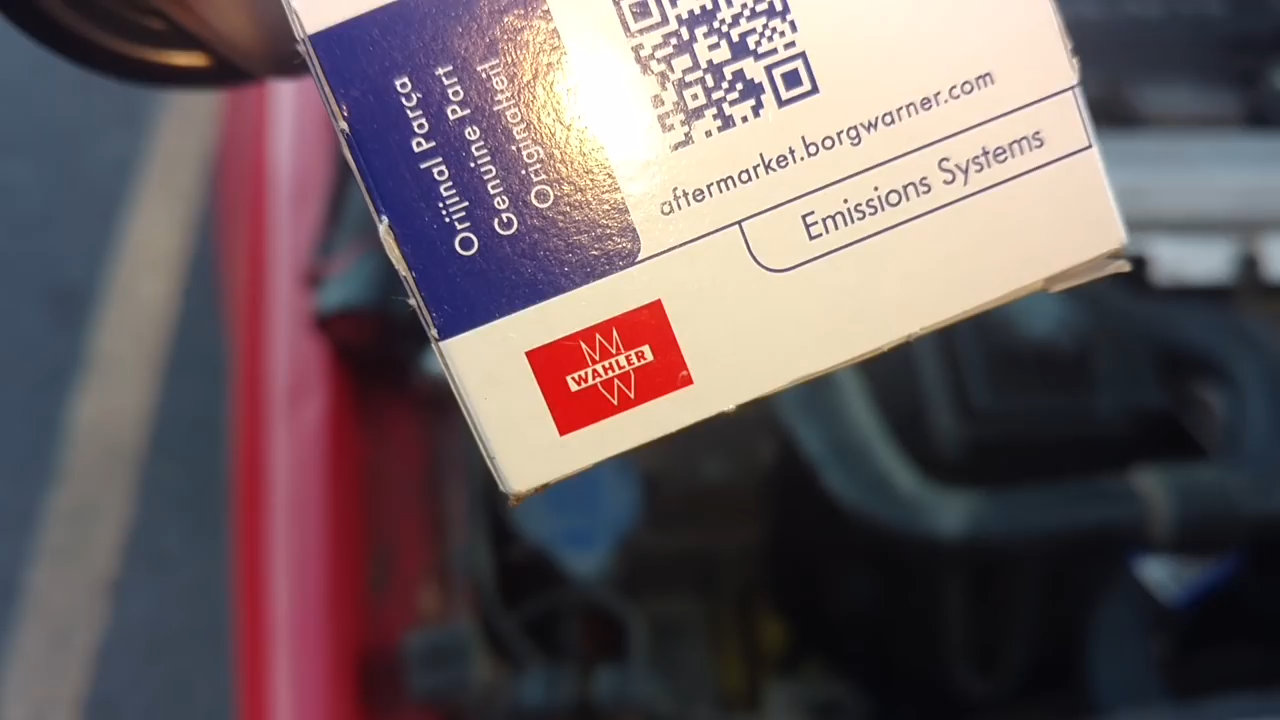 Orijinal Parça
Genuine Part
Originalteil
aftermarket.borgwarner.com
Emissions Systems
WAHLER